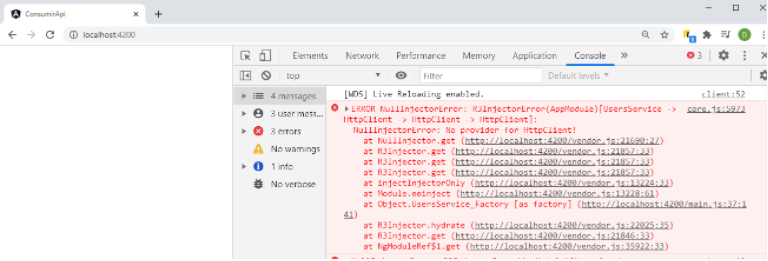 ConsumirApi
localhost:4200
Elements Network Performance Memory Application Console » 3
top Filter Default levels
4 messages
3 user mess...
3 errors
No warnings
1 info
No verbose
[WDS] Live Reloading enabled. client:52
ERROR NullInjectorError: R3InjectorError(AppModule)[UsersService -> core.js:5973
HttpClient -> HttpClient -> HttpClient]:
NullInjectorError: No provider for HttpClient!
at NullInjector.get (http://localhost:4200/vendor.js:21690:27)
at R3Injector.get (http://localhost:4200/vendor.js:21857:33)
at R3Injector.get (http://localhost:4200/vendor.js:21857:33)
at R3Injector.get (http://localhost:4200/vendor.js:21857:33)
at injectInjectorOnly (http://localhost:4200/vendor.js:13224:33)
at Module.ɵɵinject (http://localhost:4200/vendor.js:13228:61)
at Object.UsersService_Factory [as factory] (http://localhost:4200/main.js:37:1
41)
at R3Injector.hydrate (http://localhost:4200/vendor.js:22025:35)
at R3Injector.get (http://localhost:4200/vendor.js:21846:33)
at NgModuleRef$1.get (http://localhost:4200/vendor.js:35922:33)